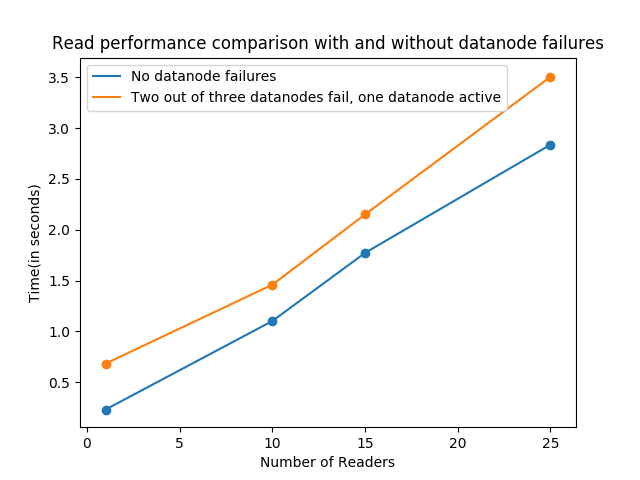 Read performance comparison with and without datanode failures
No datanode failures
Two out of three datanodes fail, one datanode active
3.5
3.0
2.5
2.0
1.5
1.0
0.5
Time(in seconds)
0 5 10 15 20 25
Number of Readers